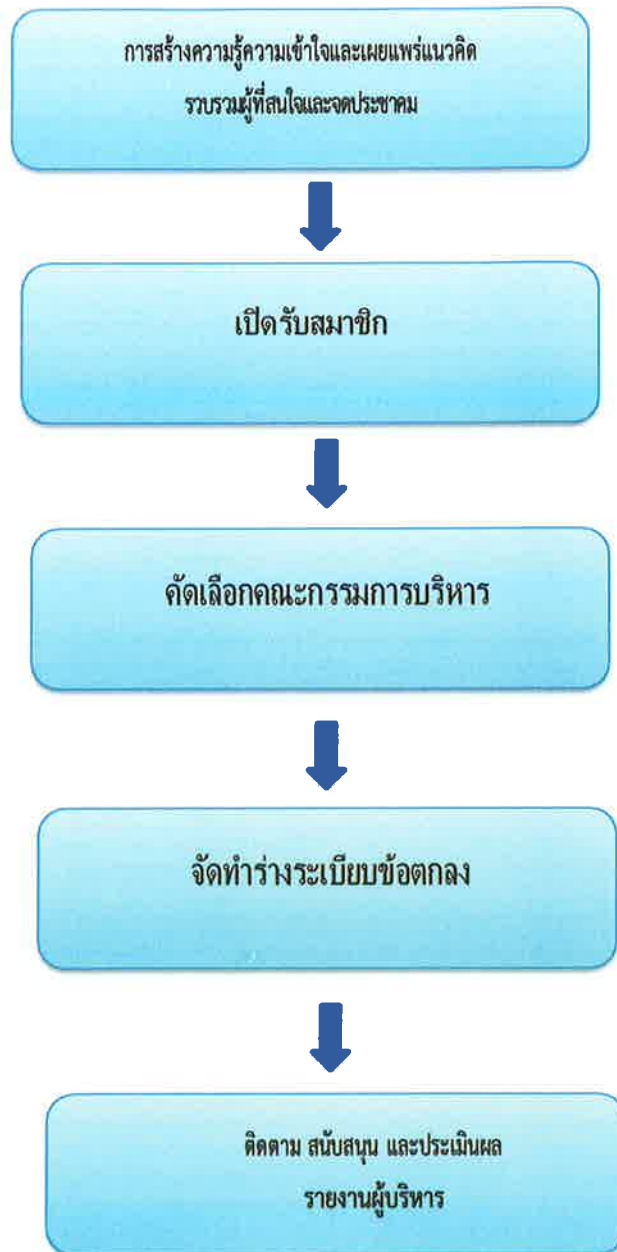 การสร้างความรู้ความเข้าใจและเผยแพร่แนวคิด
รวบรวมผู้ที่สนใจและจดประชาคม
เปิดรับสมาชิก
คัดเลือกคณะกรรมการบริหาร
จัดทำร่างระเบียบข้อตกลง
ติดตาม สนับสนุน และประเมินผล
รายงานผู้บริหาร